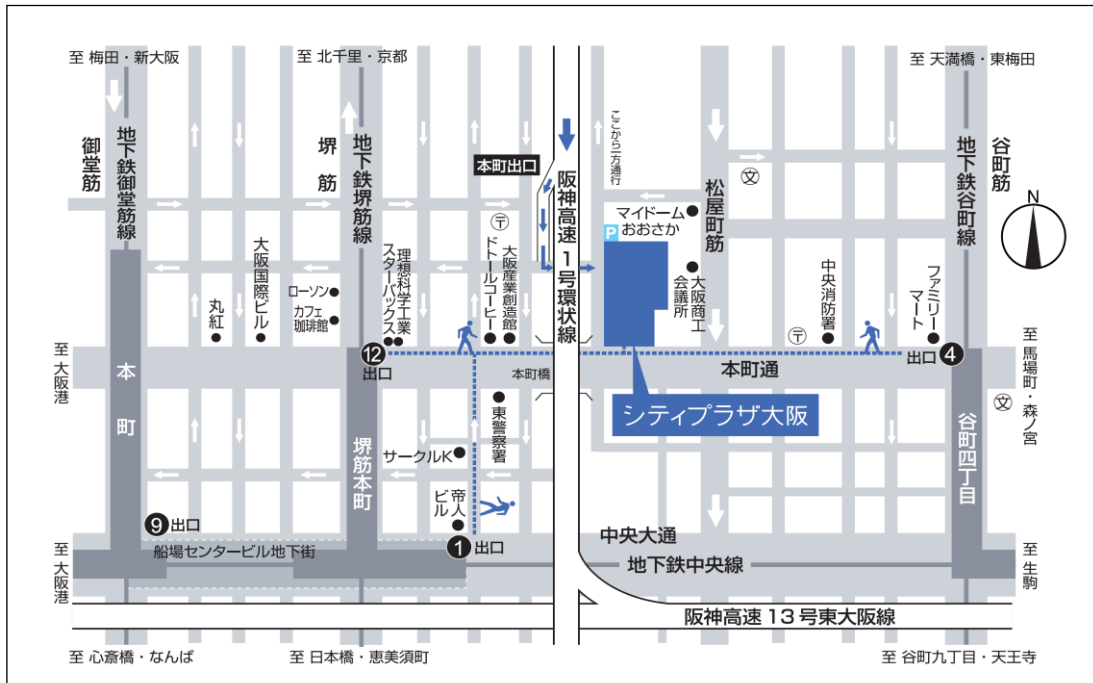 至 梅田・新大阪
至 北千里・京都
至 天満橋・東梅田
御堂筋
地下鉄御堂筋線
堺筋
地下鉄堺筋線
本町出口
阪神高速1号環状線
ここから一方通行
松屋町筋
文
地下鉄谷町線
谷町筋
N
〒
マイドーム
おおさか
P
大阪商工
会議所
丸紅
大阪国際ビル
ローソン
カフェ
珈琲館
スターバックス
理想科学工業
ドトールコーヒー
大阪産業創造館
〒
中央消防署
ファミリー
マート
至 大阪港
本町
12
出口
本町橋
本町通
出口
4
至 馬場町・森ノ宮
文
シティプラザ大阪
東警察署
サークルK
堺筋本町
谷町四丁目
帝人
ビル
9
出口
1
出口
船場センタービル地下街
中央大通
地下鉄中央線
至 大阪港
至 生駒
阪神高速 13 号東大阪線
至 心斎橋・なんば
至 日本橋・恵美須町
至 谷町九丁目・天王寺